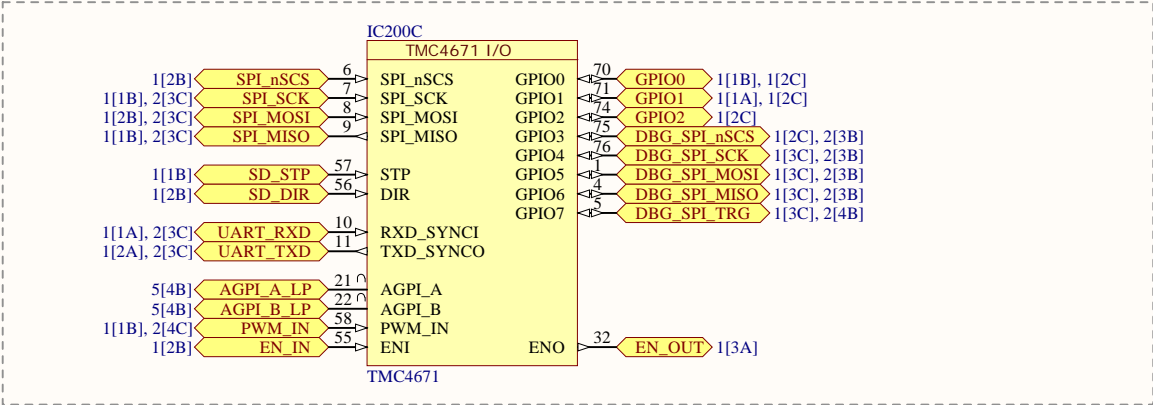 IC200C
TMC4671 I/O
1[2B] SPI_nSCS 6 SPI_nSCS GPIO0 70 GPIO0 1[1B], 1[2C]
1[1B], 2[3C] SPI_SCK 7 SPI_SCK GPIO1 71 GPIO1 1[1A], 1[2C]
1[2B], 2[3C] SPI_MOSI 8 SPI_MOSI GPIO2 74 GPIO2 1[2C]
1[1B], 2[3C] SPI_MISO 9 SPI_MISO GPIO3 75 DBG_SPI_nSCS 1[2C], 2[3B]
GPIO4 76 DBG_SPI_SCK 1[3C], 2[3B]
1[1B] SD_STP 57 STP GPIO5 1 DBG_SPI_MOSI 1[3C], 2[3B]
1[2B] SD_DIR 56 DIR GPIO6 4 DBG_SPI_MISO 1[3C], 2[3B]
GPIO7 5 DBG_SPI_TRG 1[3C], 2[4B]
1[1A], 2[3C] UART_RXD 10 RXD_SYNCI
1[2A], 2[3C] UART_TXD 11 TXD_SYNCO
5[4B] AGPI_A_LP 21 AGPI_A
5[4B] AGPI_B_LP 22 AGPI_B
1[1B], 2[4C] PWM_IN 58 PWM_IN
1[2B] EN_IN 55 ENI ENO 32 EN_OUT 1[3A]
TMC4671